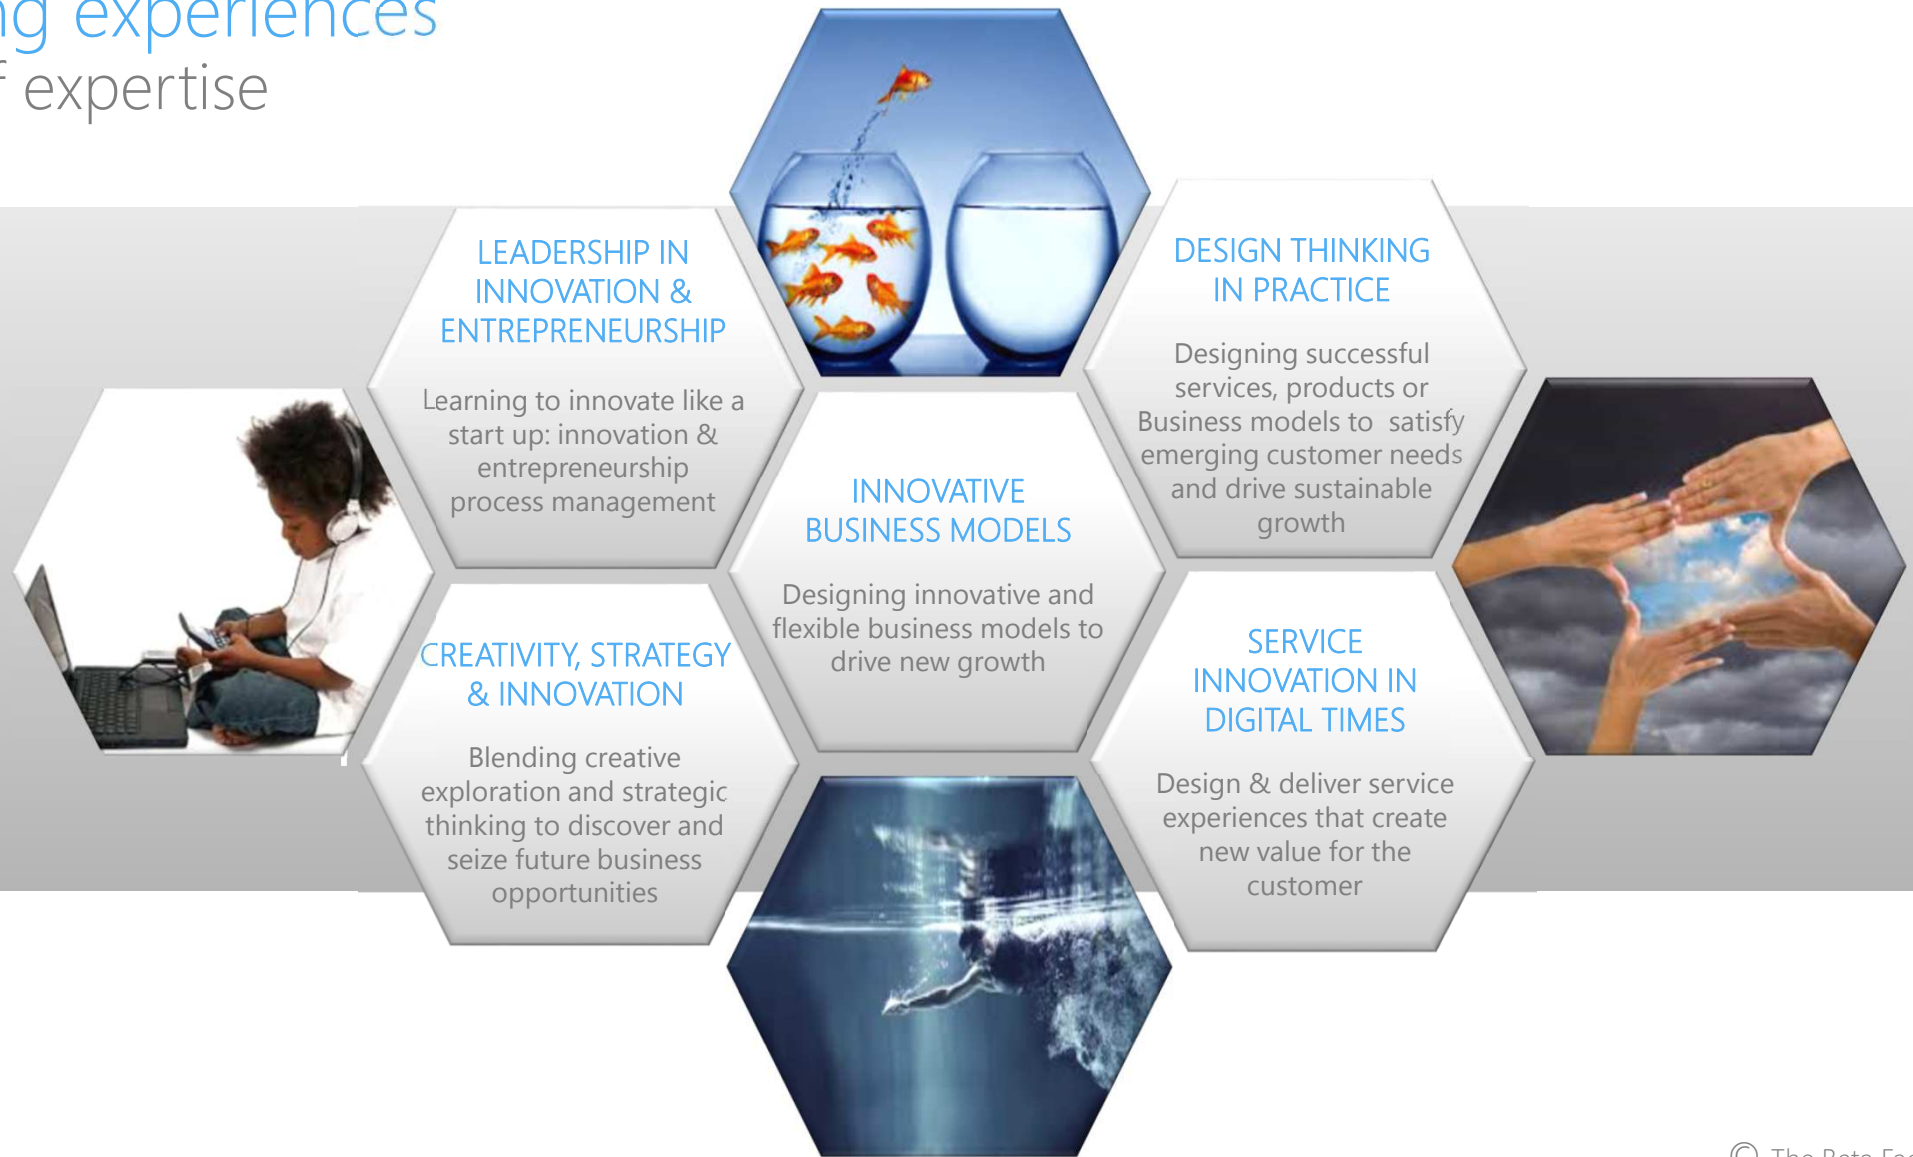 experiences
expertise
LEADERSHIP IN
INNOVATION &
ENTREPRENEURSHIP
Learning to innovate like a
start up: innovation &
entrepreneurship
process management
CREATIVITY, STRATEGY
& INNOVATION
Blending creative
exploration and strategic
thinking to discover and
seize future business
opportunities
INNOVATIVE
BUSINESS MODELS
Designing innovative and
flexible business models to
drive new growth
DESIGN THINKING
IN PRACTICE
Designing successful
services, products or
Business models to  satisfy
emerging customer needs
and drive sustainable
growth
SERVICE
INNOVATION IN
DIGITAL TIMES
Design & deliver service
experiences that create
new value for the
customer
© The Beta